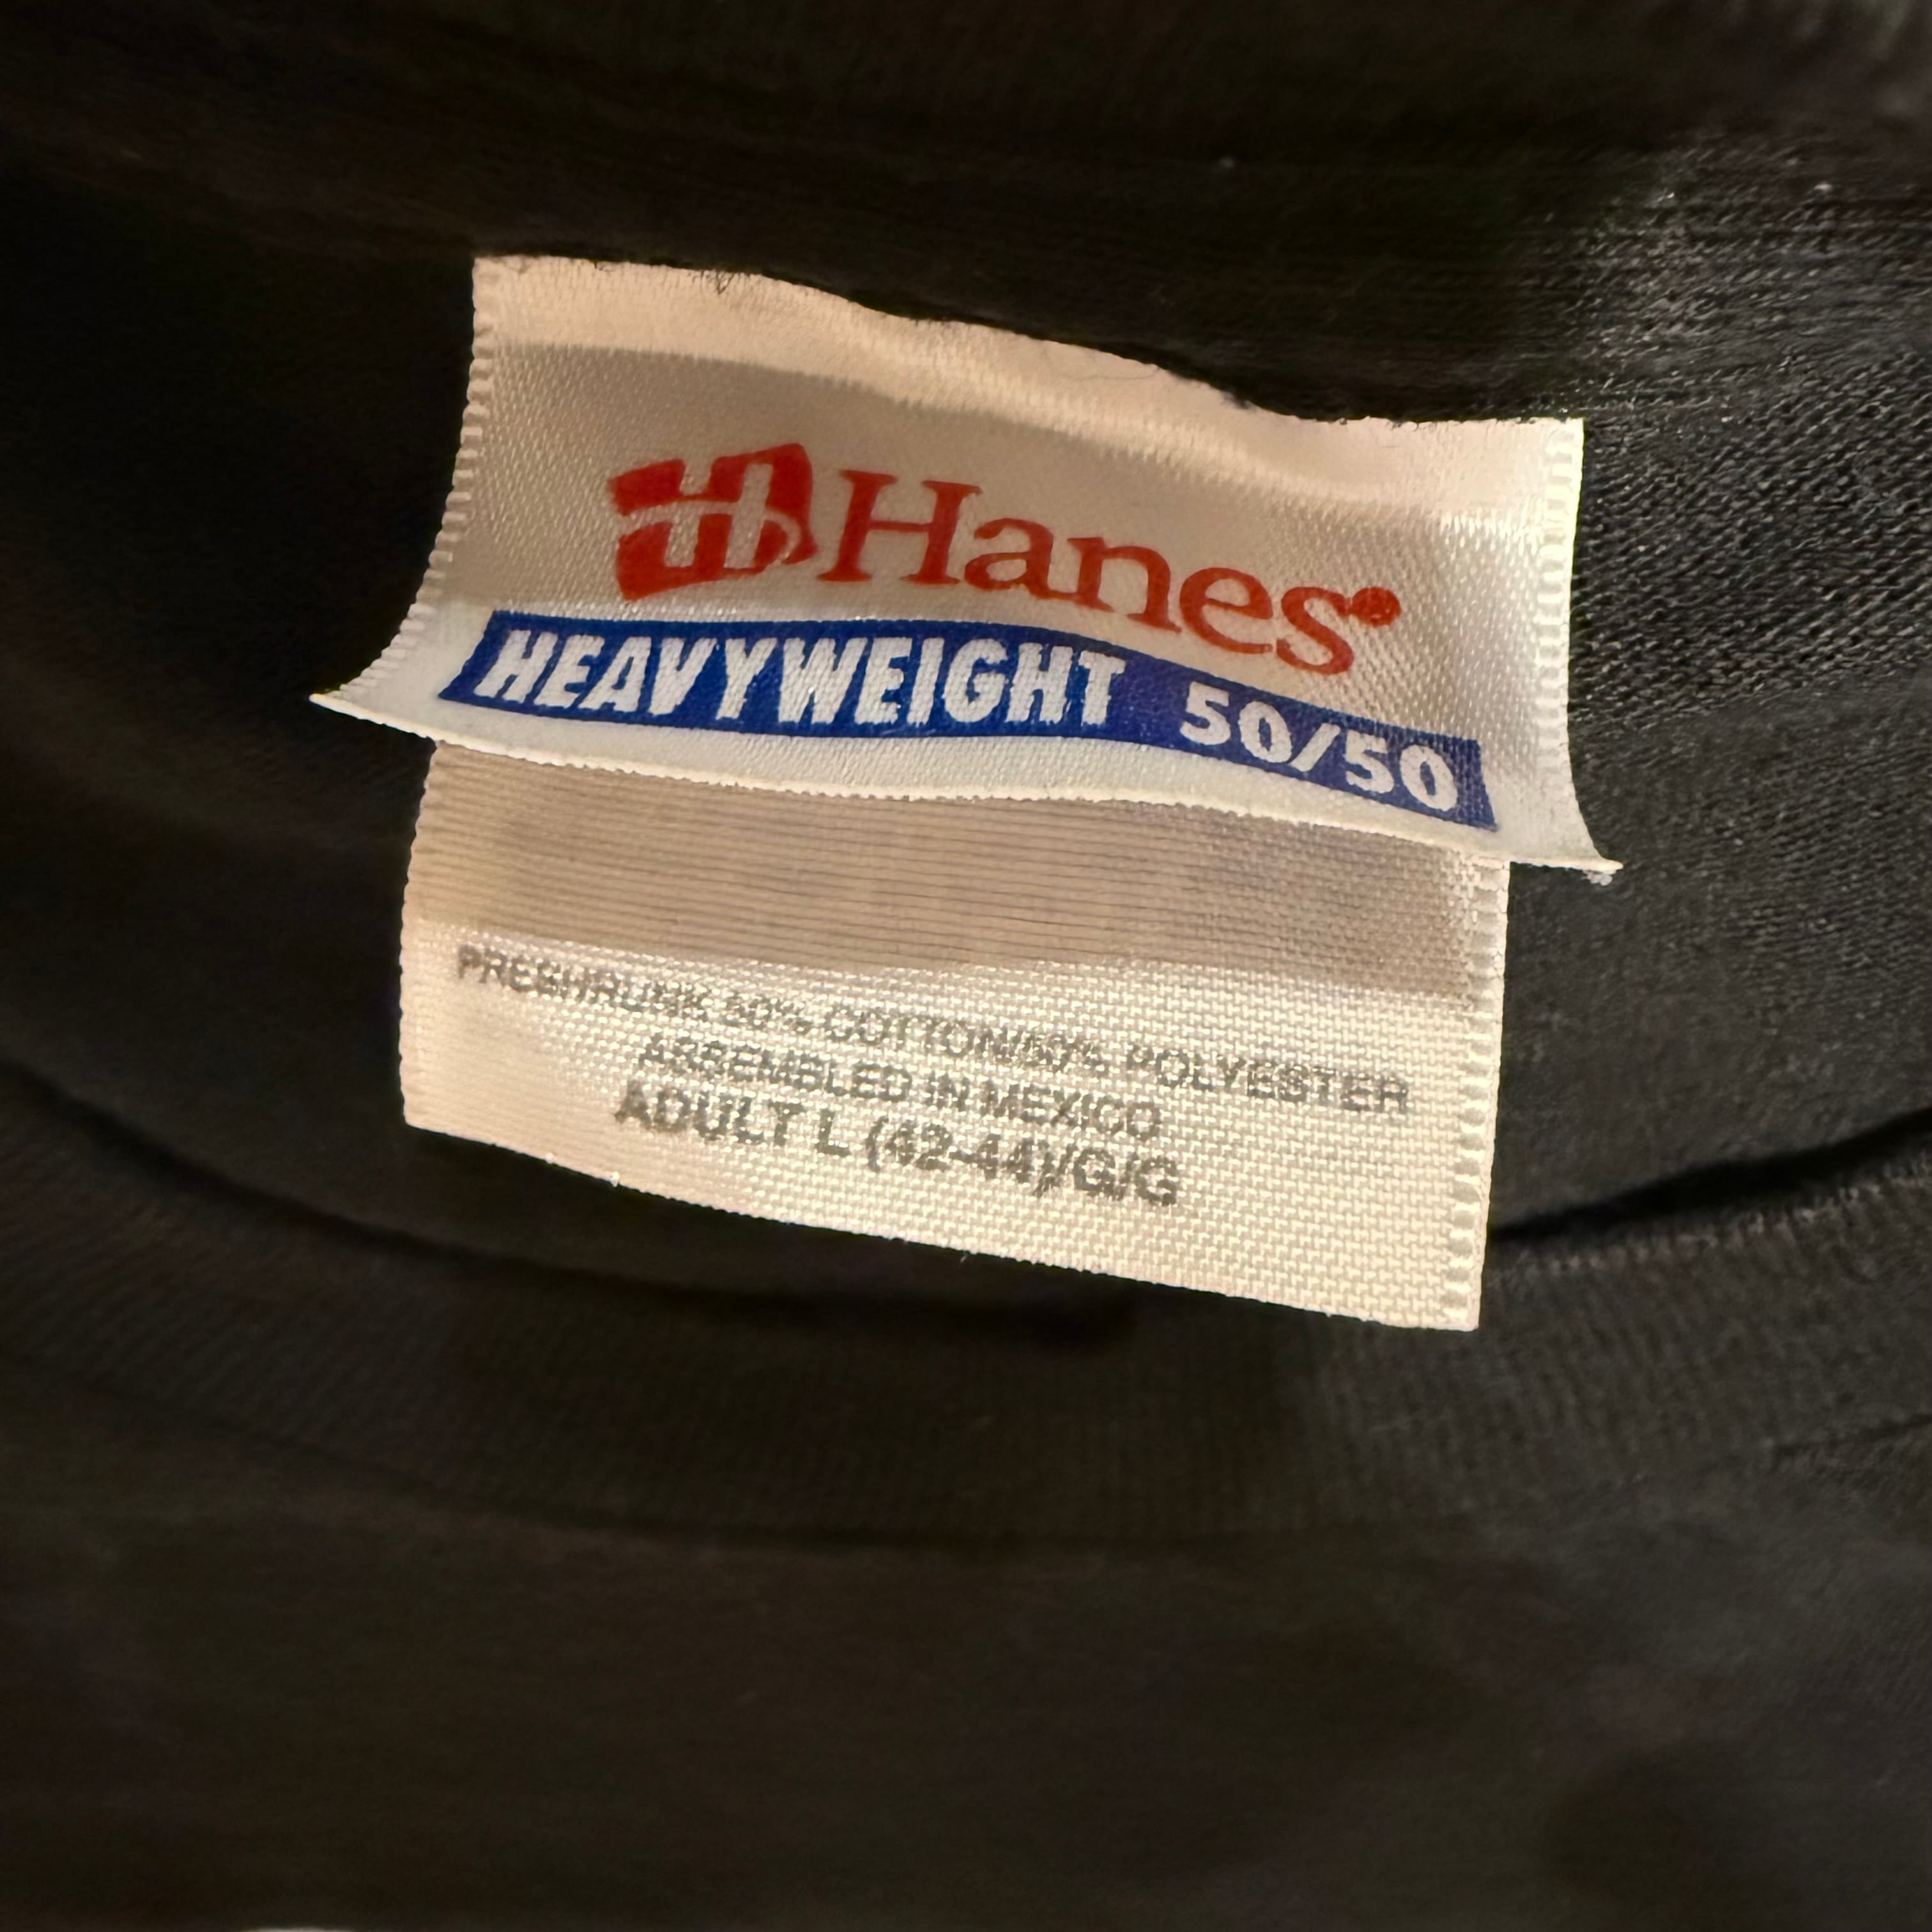 Hanes
HEAVYWEIGHT 50/50
PRESHRUNK 50% COTTON/50% POLYESTER
ASSEMBLED IN MEXICO
ADULT L (42-44)/G/G